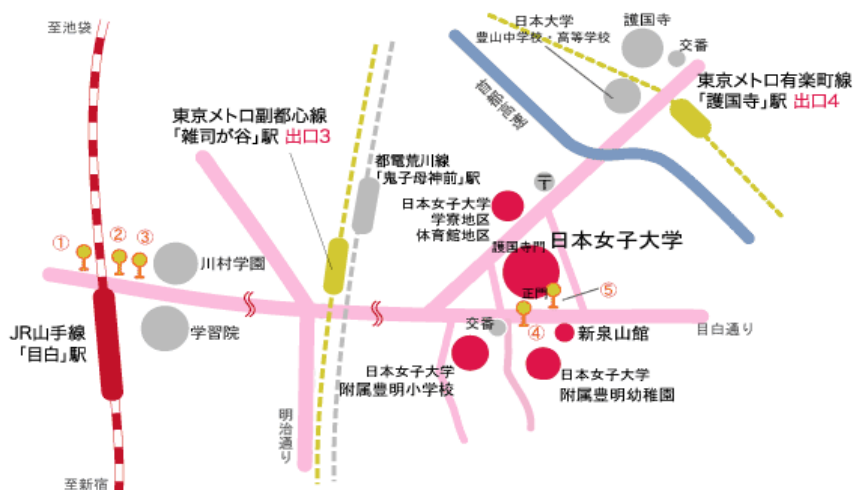 至池袋
日本大学
豊山中学校・高等学校
護国寺
交番
東京メトロ有楽町線
「護国寺」駅 出口4
首都高速
東京メトロ副都心線
「雑司が谷」駅 出口3
都電荒川線
「鬼子母神前」駅
〒
日本女子大学
学寮地区
体育館地区
護国寺門
日本女子大学
① ② ③
川村学園
正門
⑤
JR山手線
「目白」駅
学習院
交番
④
新泉山館
目白通り
日本女子大学
附属豊明小学校
日本女子大学
附属豊明幼稚園
明治通り
至新宿